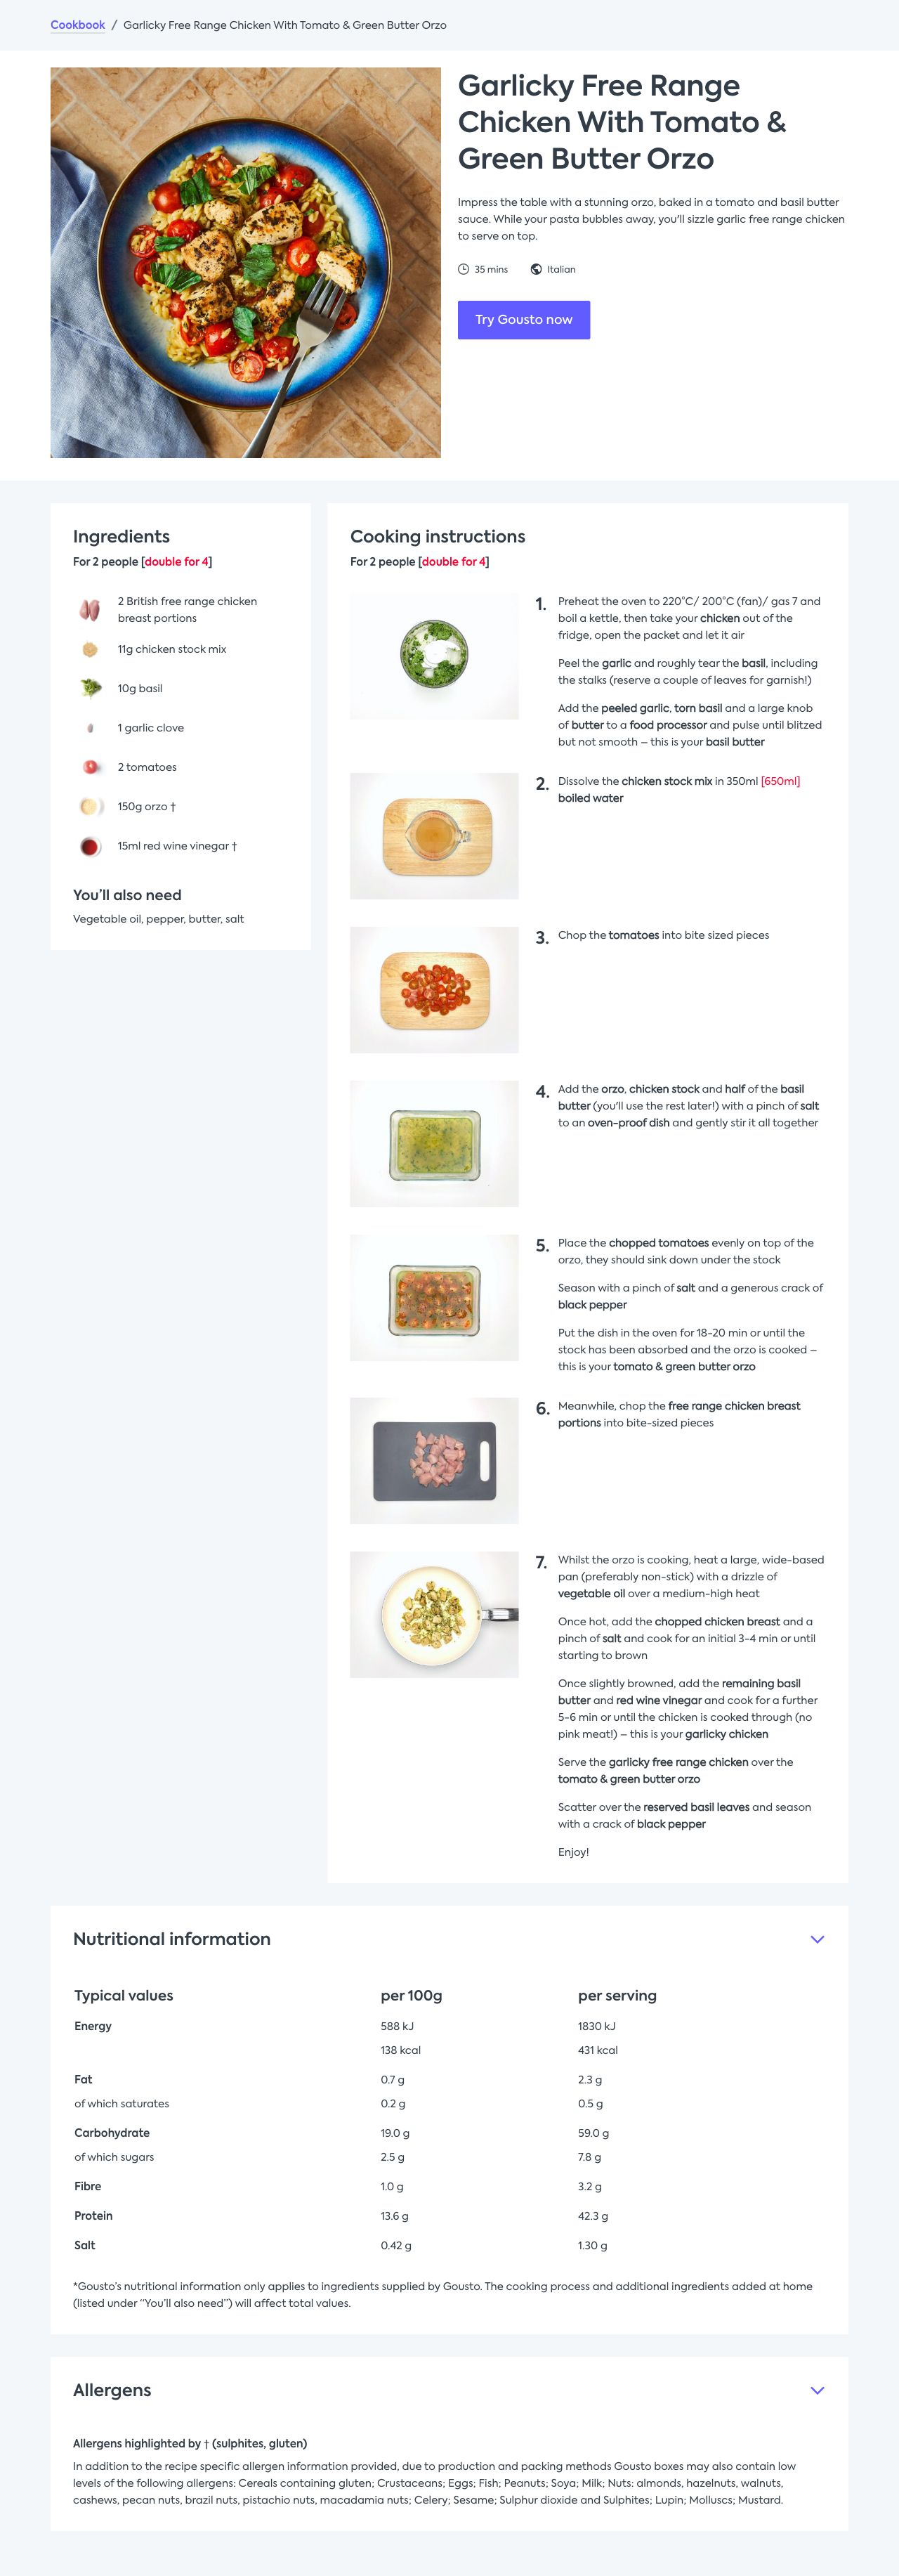 Cookbook / Garlicky Free Range Chicken With Tomato & Green Butter Orzo
Garlicky Free Range
Chicken With Tomato &
Green Butter Orzo
Impress the table with a stunning orzo, baked in a tomato and basil butter
sauce. While your pasta bubbles away, you'll sizzle garlic free range chicken
to serve on top.
35 mins Italian
Try Gousto now
Ingredients
For 2 people [double for 4]
2 British free range chicken
breast portions
11g chicken stock mix
10g basil
1 garlic clove
2 tomatoes
150g orzo †
15ml red wine vinegar †
You'll also need
Vegetable oil, pepper, butter, salt
Cooking instructions
For 2 people [double for 4]
1. Preheat the oven to 220°C/ 200°C (fan)/ gas 7 and
boil a kettle, then take your chicken out of the
fridge, open the packet and let it air
Peel the garlic and roughly tear the basil, including
the stalks (reserve a couple of leaves for garnish!)
Add the peeled garlic, torn basil and a large knob
of butter to a food processor and pulse until blitzed
but not smooth – this is your basil butter
2. Dissolve the chicken stock mix in 350ml [650ml]
boiled water
3. Chop the tomatoes into bite sized pieces
4. Add the orzo, chicken stock and half of the basil
butter (you'll use the rest later!) with a pinch of salt
to an oven-proof dish and gently stir it all together
5. Place the chopped tomatoes evenly on top of the
orzo, they should sink down under the stock
Season with a pinch of salt and a generous crack of
black pepper
Put the dish in the oven for 18-20 min or until the
stock has been absorbed and the orzo is cooked –
this is your tomato & green butter orzo
6. Meanwhile, chop the free range chicken breast
portions into bite-sized pieces
7. Whilst the orzo is cooking, heat a large, wide-based
pan (preferably non-stick) with a drizzle of
vegetable oil over a medium-high heat
Once hot, add the chopped chicken breast and a
pinch of salt and cook for an initial 3-4 min or until
starting to brown
Once slightly browned, add the remaining basil
butter and red wine vinegar and cook for a further
5-6 min or until the chicken is cooked through (no
pink meat!) – this is your garlicky chicken
Serve the garlicky free range chicken over the
tomato & green butter orzo
Scatter over the reserved basil leaves and season
with a crack of black pepper
Enjoy!
Nutritional information
Typical values per 100g per serving
Energy 588 kJ 1830 kJ
138 kcal 431 kcal
Fat 0.7 g 2.3 g
of which saturates 0.2 g 0.5 g
Carbohydrate 19.0 g 59.0 g
of which sugars 2.5 g 7.8 g
Fibre 1.0 g 3.2 g
Protein 13.6 g 42.3 g
Salt 0.42 g 1.30 g
*Gousto's nutritional information only applies to ingredients supplied by Gousto. The cooking process and additional ingredients added at home
(listed under "You'll also need") will affect total values.
Allergens
Allergens highlighted by † (sulphites, gluten)
In addition to the recipe specific allergen information provided, due to production and packing methods Gousto boxes may also contain low
levels of the following allergens: Cereals containing gluten; Crustaceans; Eggs; Fish; Peanuts; Soya; Milk; Nuts: almonds, hazelnuts, walnuts,
cashews, pecan nuts, brazil nuts, pistachio nuts, macadamia nuts; Celery; Sesame; Sulphur dioxide and Sulphites; Lupin; Molluscs; Mustard.